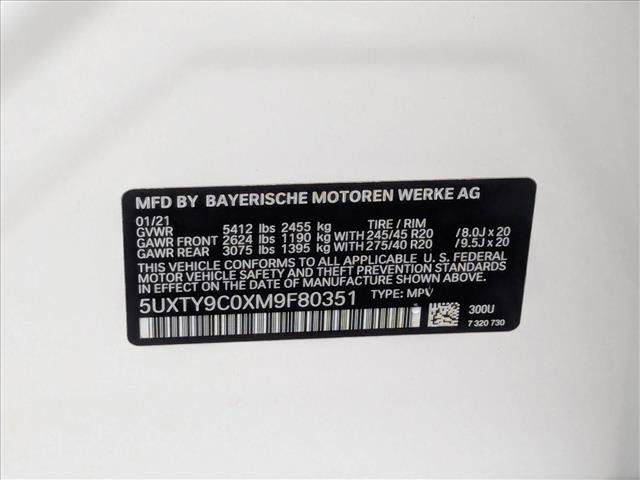 MFD BY BAYERISCHE MOTOREN WERKE AG
01/21 TIRE / RIM
GVWR 5412 lbs 2455 kg
GAWR FRONT 2624 lbs 1190 kg WITH 245/45 R20 /8.0J x 20
GAWR REAR 3075 lbs 1395 kg WITH 275/40 R20 /9.5J x 20
THIS VEHICLE CONFORMS TO ALL APPLICABLE U. S. FEDERAL
MOTOR VEHICLE SAFETY AND THEFT PREVENTION STANDARDS
IN EFFECT ON THE DATE OF MANUFACTURE SHOWN ABOVE.
5UXTY9C0XM9F80351 TYPE: MPV
300U
7 320 730